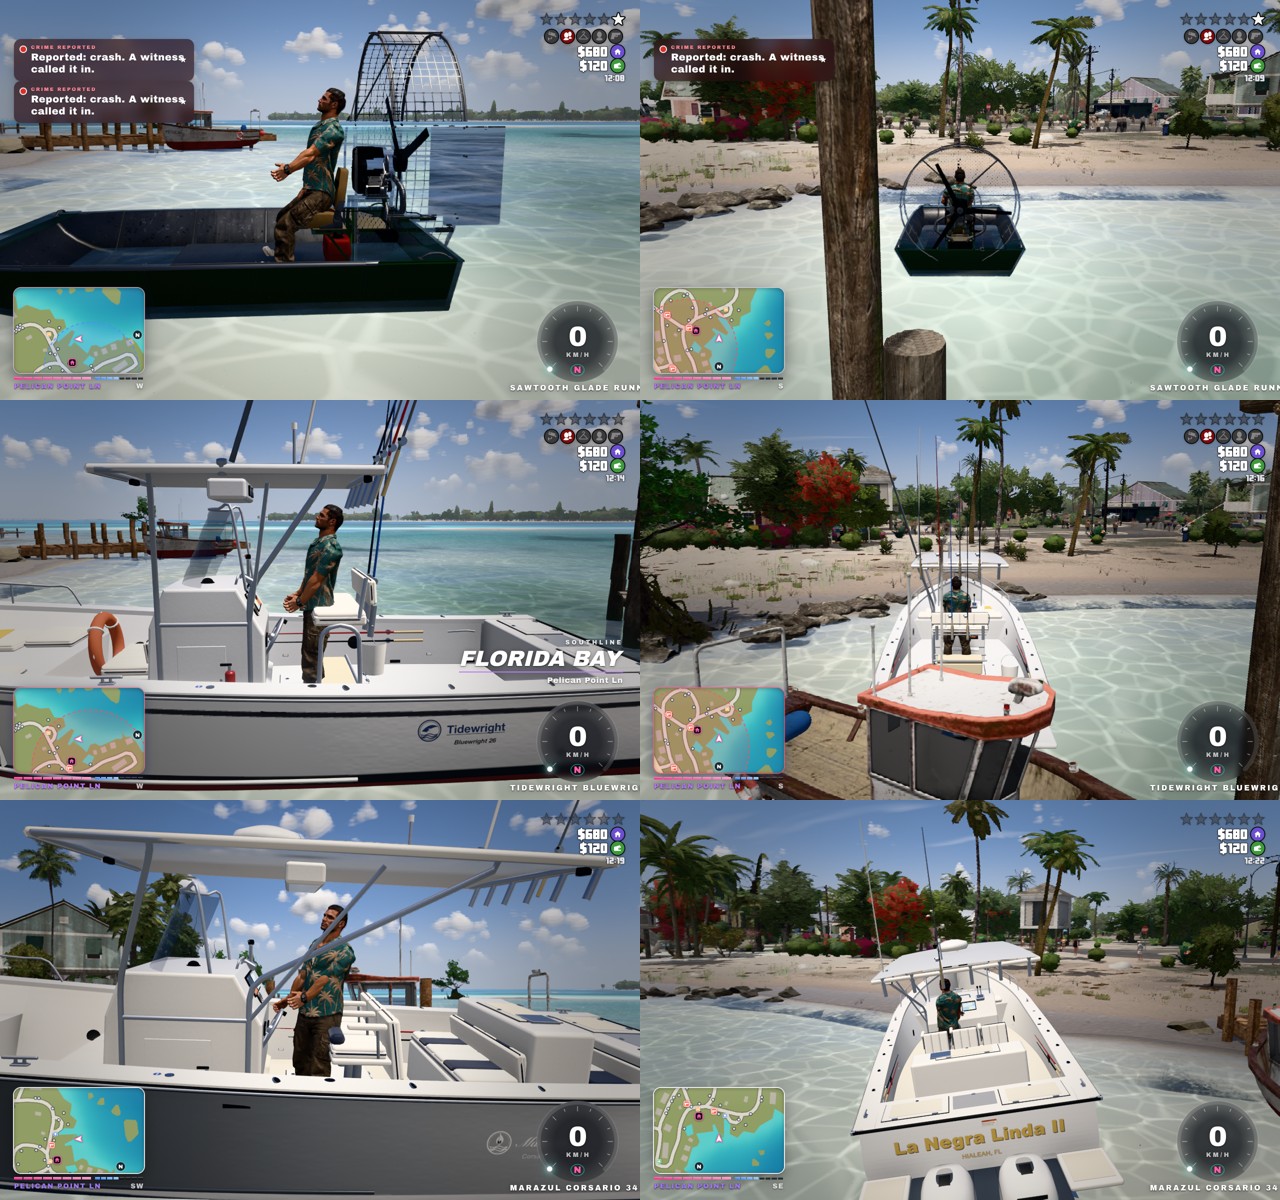 CRIME REPORTED
Reported: crash. A witness
called it in.
CRIME REPORTED
Reported: crash. A witness
called it in.
$680
$120
12:08
N
PELICAN POINT LN
W
0
KM/H
N
SAWTOOTH GLADE RUNN
CRIME REPORTED
Reported: crash. A witness
called it in.
$680
$120
12:09
N
PELICAN POINT LN
S
0
KM/H
N
SAWTOOTH GLADE RUNN
$680
$120
12:14
SOUTHLINE
FLORIDA BAY
Pelican Point Ln
Tidewright
Bluewright 26
N
PELICAN POINT LN
W
0
KM/H
N
TIDEWRIGHT BLUEWRIG
$680
$120
12:16
N
PELICAN POINT LN
S
0
KM/H
N
TIDEWRIGHT BLUEWRIG
$680
$120
12:19
N
PELICAN POINT LN
SW
0
KM/H
N
MARAZUL CORSARIO 34
$680
$120
12:22
La Negra Linda II
HIALEAH, FL
N
PELICAN POINT LN
SE
0
KM/H
N
MARAZUL CORSARIO 34